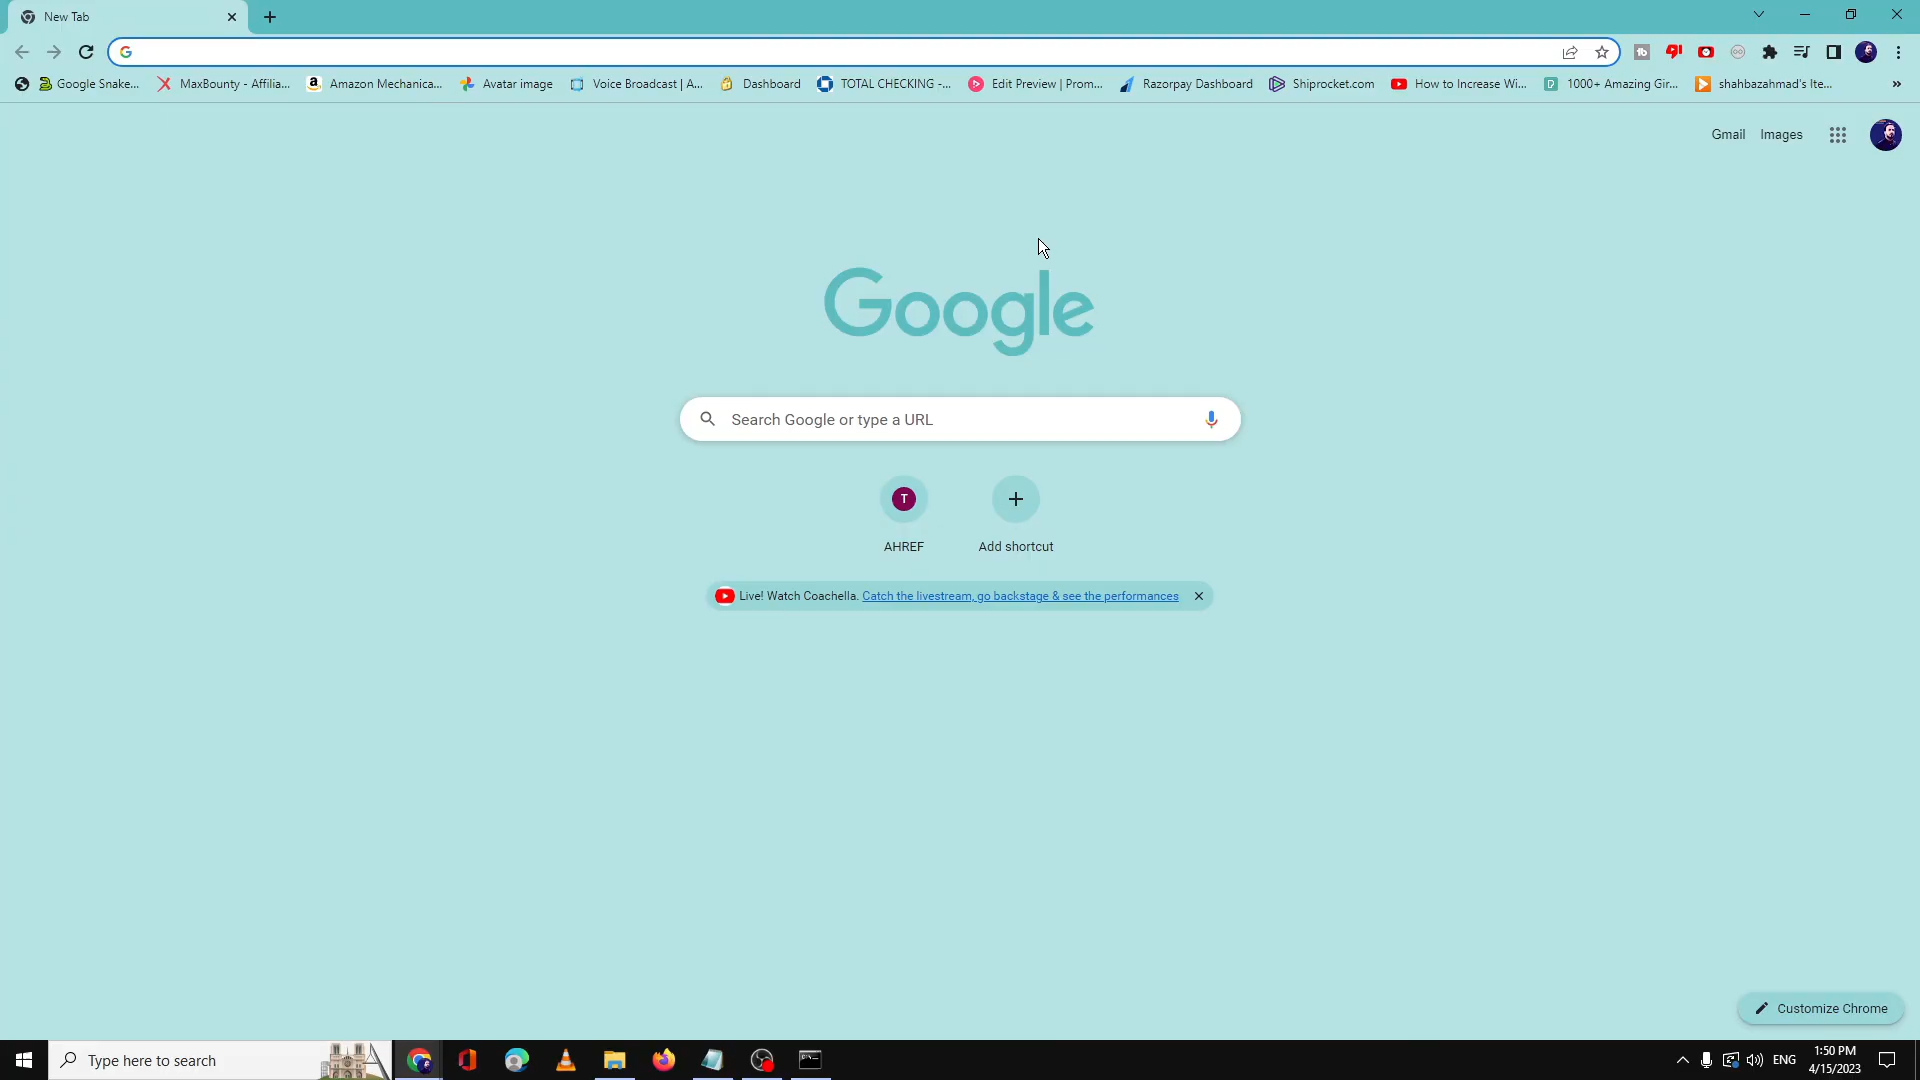 New Tab
Google Snake...
MaxBounty - Affilia...
Amazon Mechanica...
Avatar image
Voice Broadcast | A...
Dashboard
TOTAL CHECKING -...
Edit Preview | Prom...
Razorpay Dashboard
Shiprocket.com
How to Increase Wi...
1000+ Amazing Gir...
shahbazahmad's Ite...
»
Gmail
Images
Google
Search Google or type a URL
T
AHREF
Add shortcut
Live! Watch Coachella. Catch the livestream, go backstage & see the performances
Customize Chrome
Type here to search
ENG
1:50 PM
4/15/2023